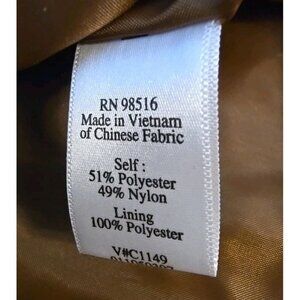 RN 98516
Made in Vietnam
of Chinese Fabric
Self :
51% Polyester
49% Nylon
Lining
100% Polyester
V#C1149